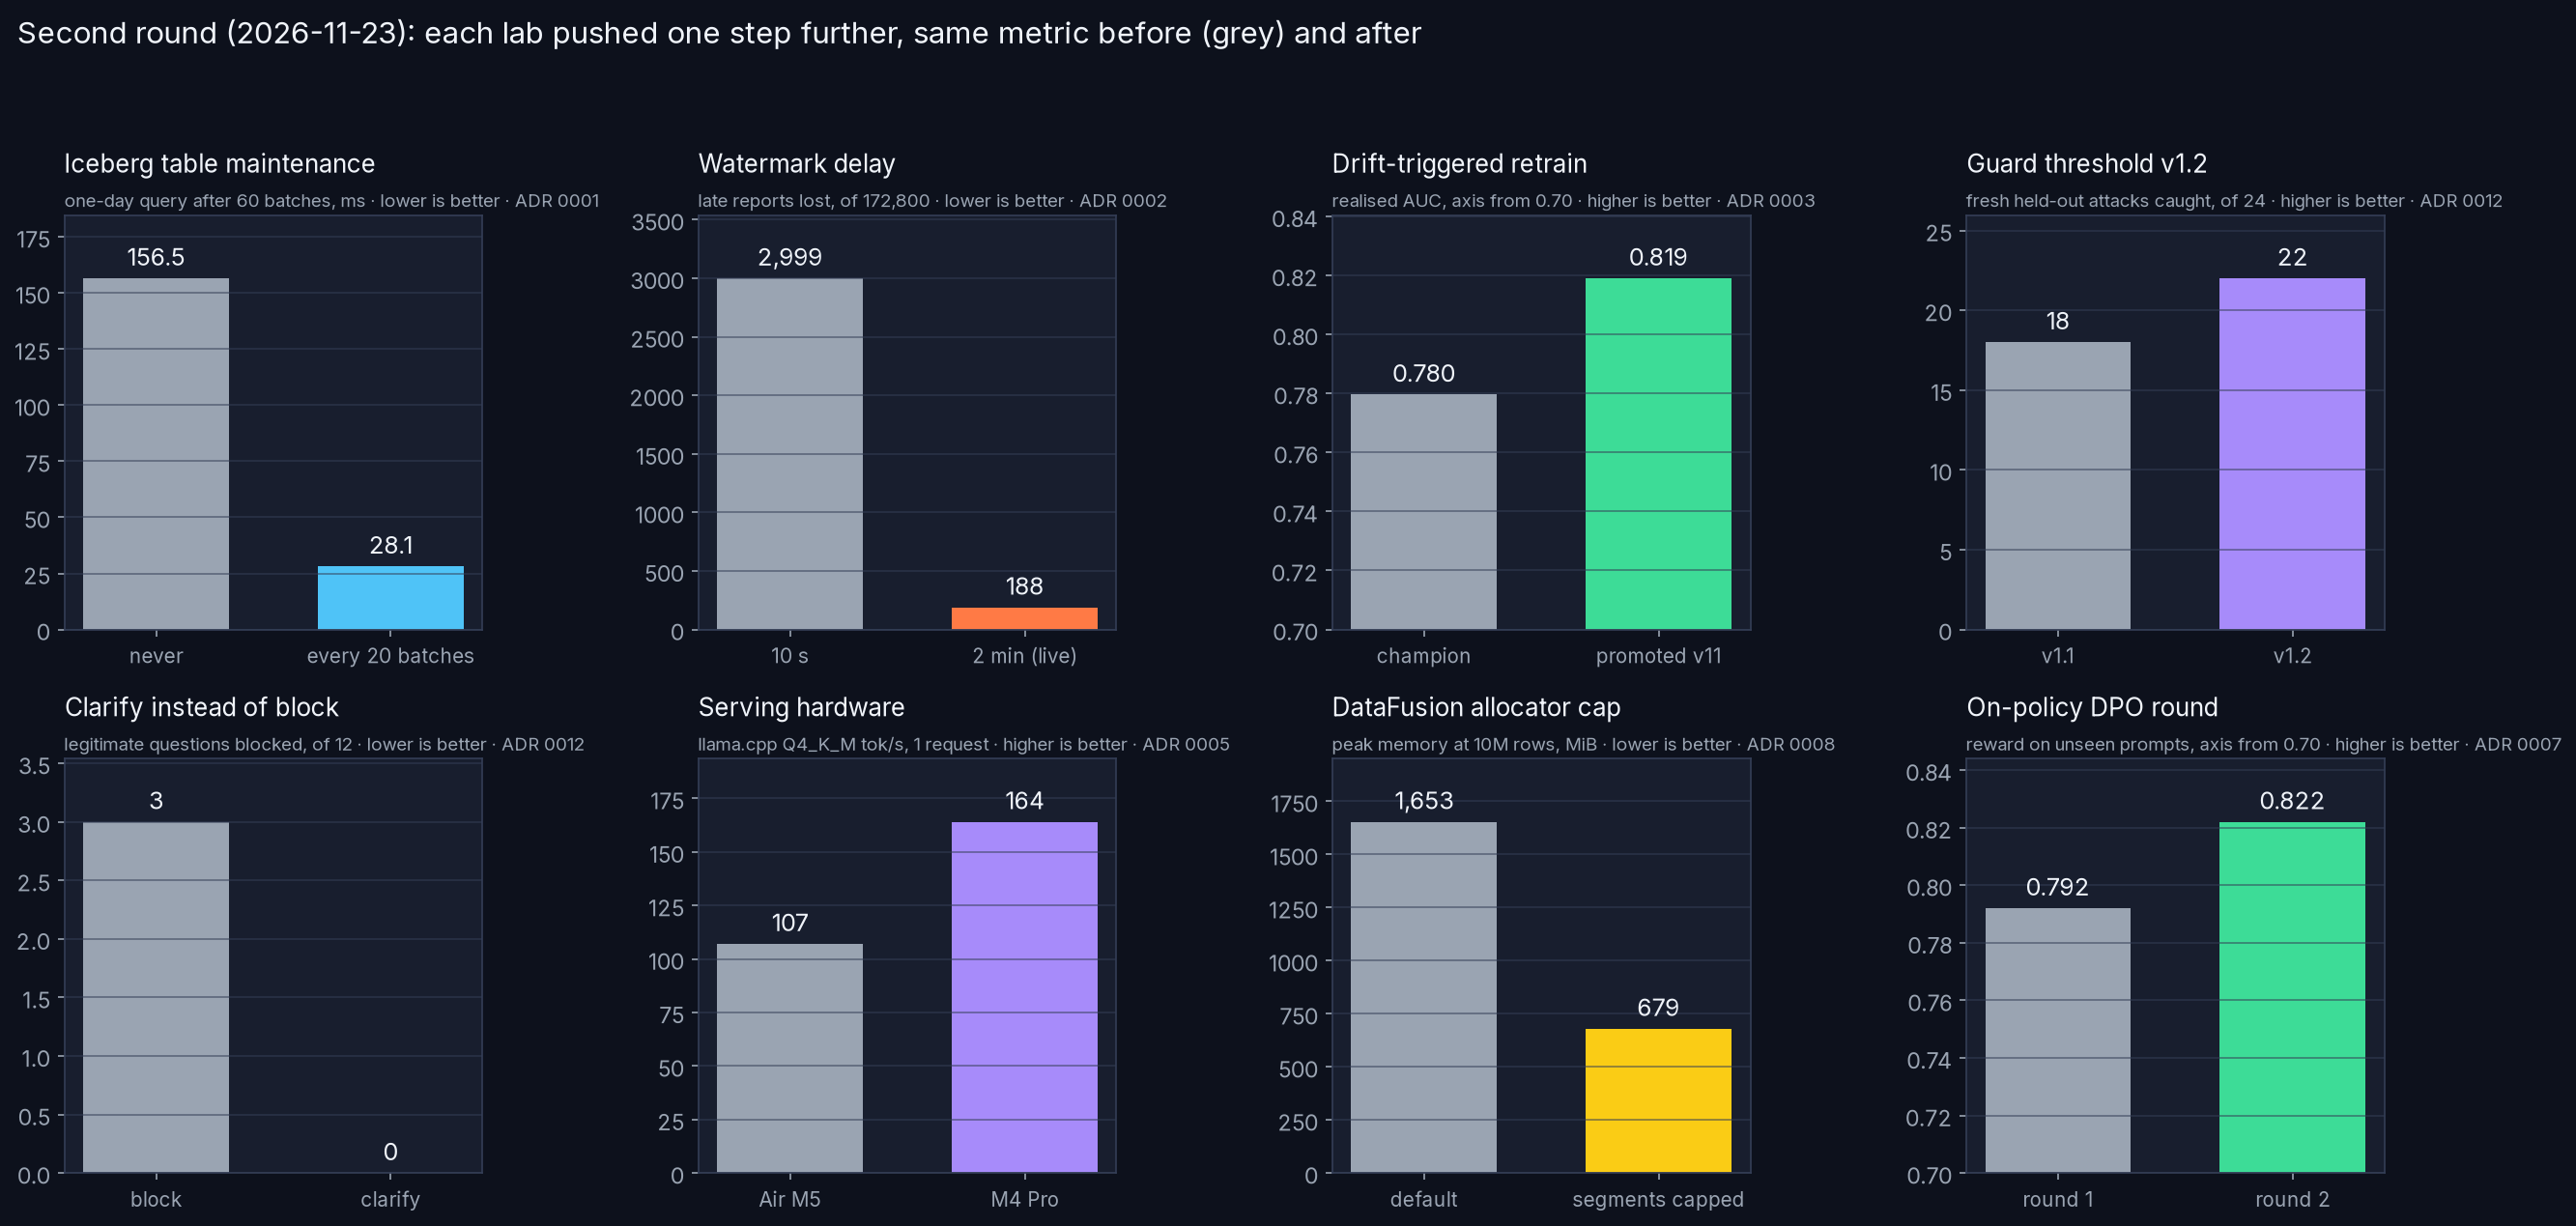 Second round (2026-11-23): each lab pushed one step further, same metric before (grey) and after
Iceberg table maintenance
one-day query after 60 batches, ms · lower is better · ADR 0001
175
150
125
100
75
50
25
0
156.5
28.1
never
every 20 batches
Watermark delay
late reports lost, of 172,800 · lower is better · ADR 0002
3500
3000
2500
2000
1500
1000
500
0
2,999
188
10 s
2 min (live)
Drift-triggered retrain
realised AUC, axis from 0.70 · higher is better · ADR 0003
0.84
0.82
0.80
0.78
0.76
0.74
0.72
0.70
0.780
0.819
champion
promoted v11
Guard threshold v1.2
fresh held-out attacks caught, of 24 · higher is better · ADR 0012
25
20
15
10
5
0
18
22
v1.1
v1.2
Clarify instead of block
legitimate questions blocked, of 12 · lower is better · ADR 0012
3.5
3.0
2.5
2.0
1.5
1.0
0.5
0.0
3
0
block
clarify
Serving hardware
llama.cpp Q4_K_M tok/s, 1 request · higher is better · ADR 0005
175
150
125
100
75
50
25
0
107
164
Air M5
M4 Pro
DataFusion allocator cap
peak memory at 10M rows, MiB · lower is better · ADR 0008
1750
1500
1250
1000
750
500
250
0
1,653
679
default
segments capped
On-policy DPO round
reward on unseen prompts, axis from 0.70 · higher is better · ADR 0007
0.84
0.82
0.80
0.78
0.76
0.74
0.72
0.70
0.792
0.822
round 1
round 2